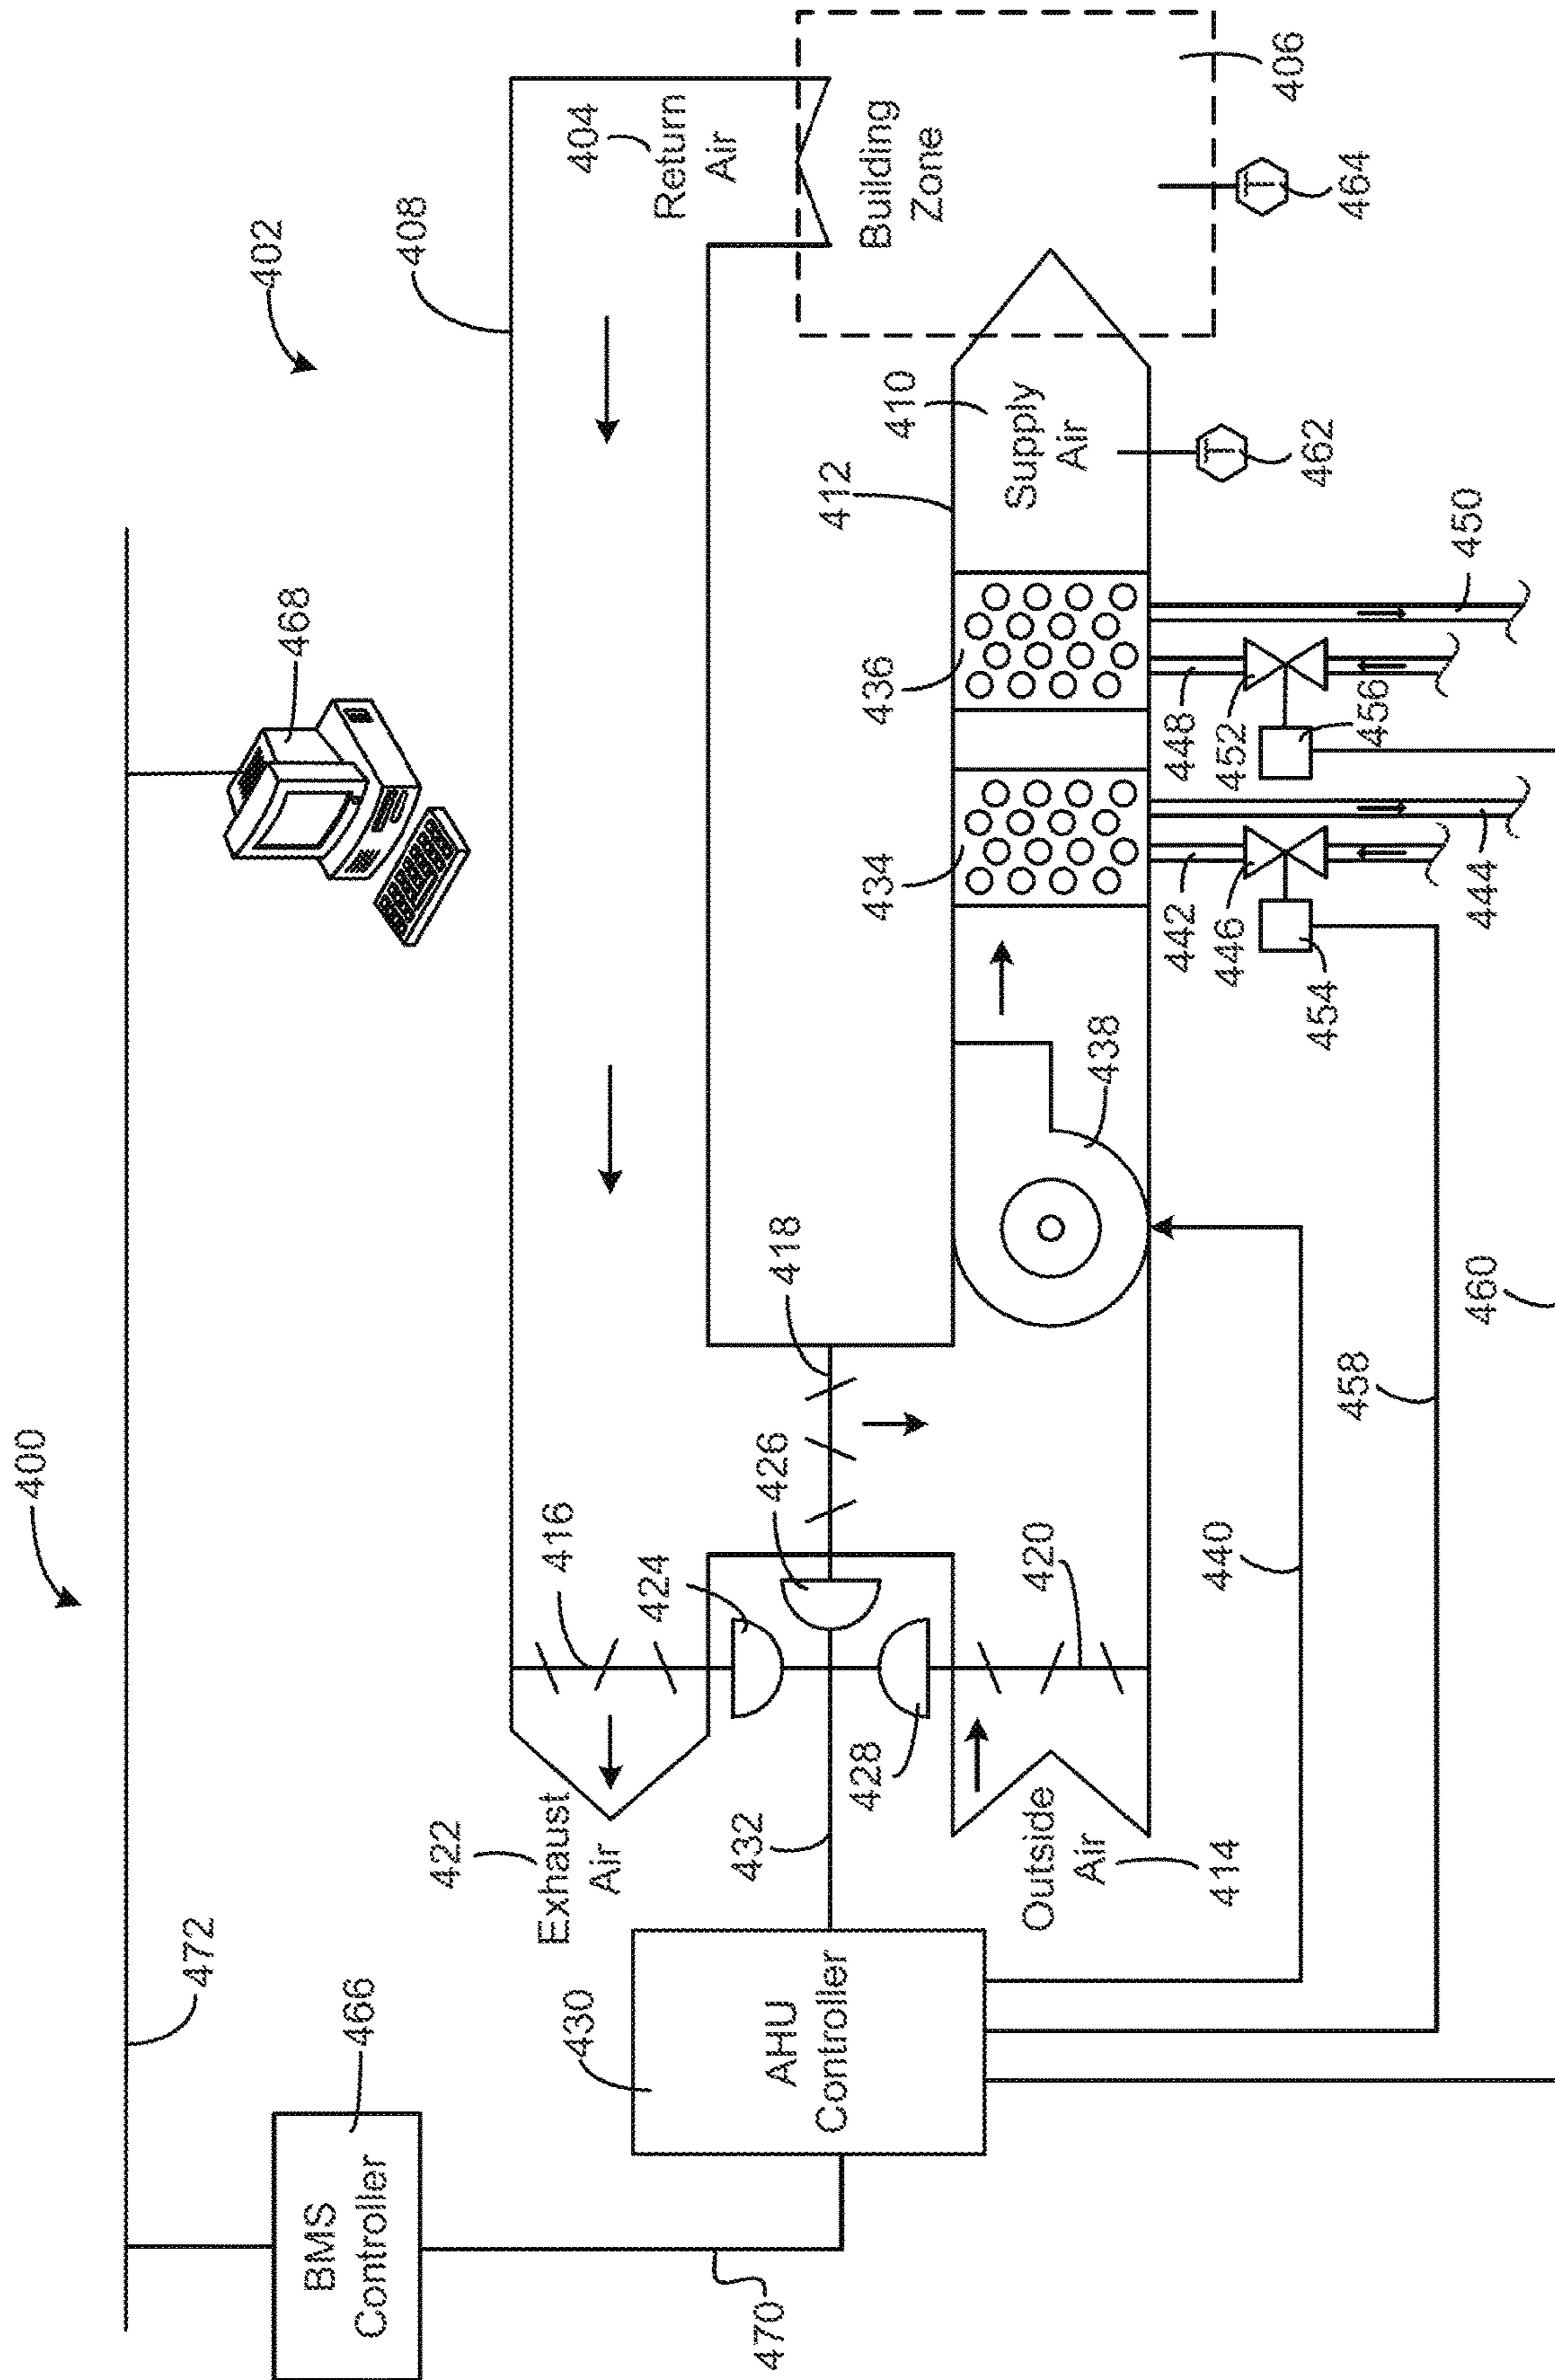 400
472
BMS
Controller
466
468
402
408
470
430
AHU
Controller
422
Exhaust
Air
416
424
432
426
418
428
404
Return
Air
Building
Zone
406
Outside
Air
414
420
440
438
434
436
412
410
Supply
Air
442
446
454
448
452
456
444
450
462
464
458
460
T
T